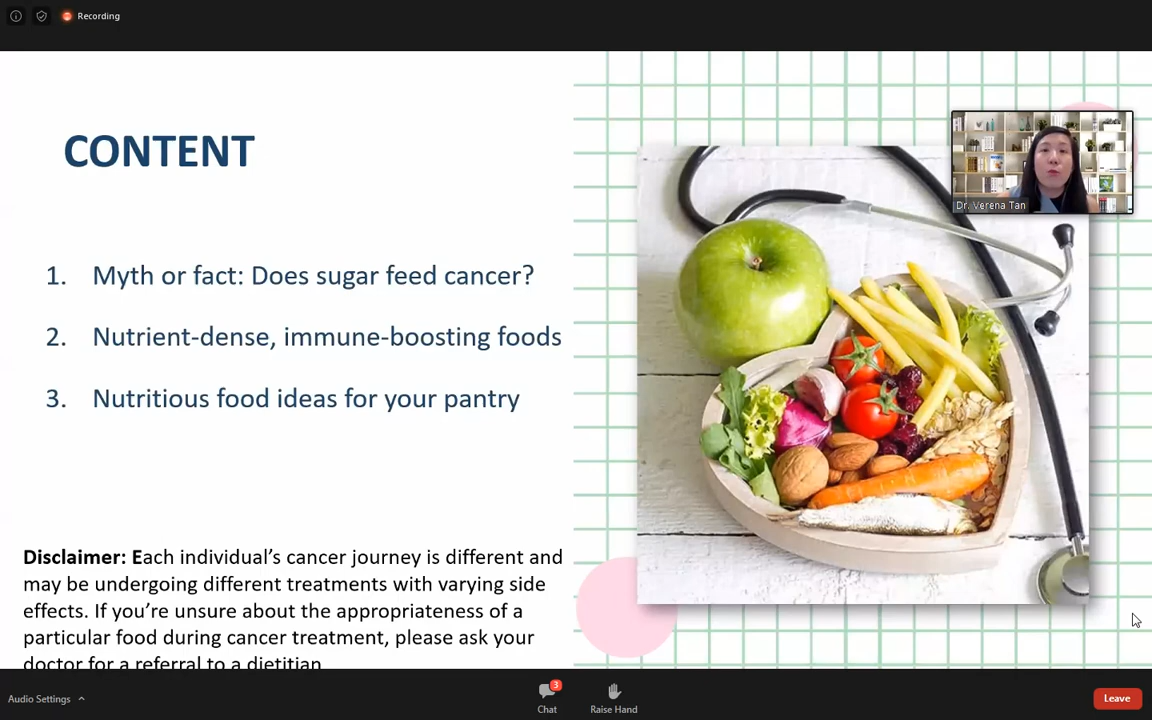 Recording
CONTENT
1. Myth or fact: Does sugar feed cancer?
2. Nutrient-dense, immune-boosting foods
3. Nutritious food ideas for your pantry
Dr. Verena Tan
Disclaimer: Each individual's cancer journey is different and
may be undergoing different treatments with varying side
effects. If you're unsure about the appropriateness of a
particular food during cancer treatment, please ask your
doctor for a referral to a dietitian
Audio Settings
3
Chat
Raise Hand
Leave